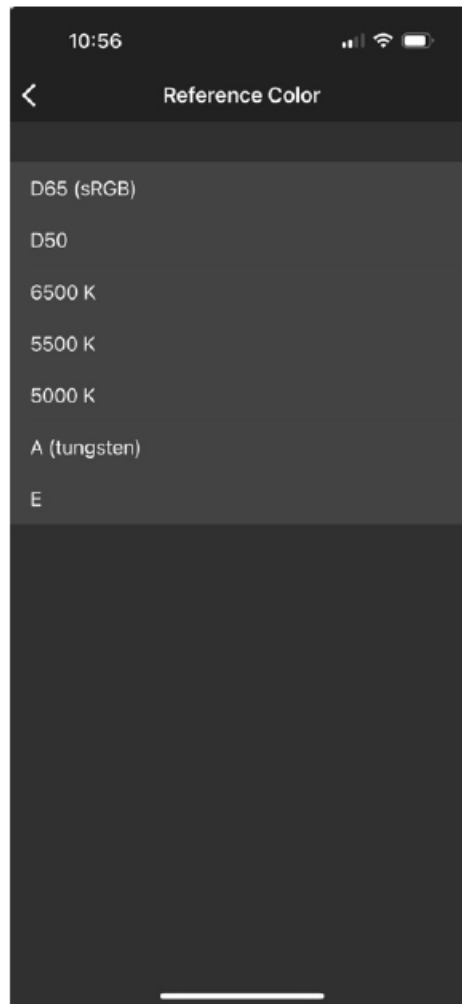 10:56
Reference Color
D65 (sRGB)
D50
6500 K
5500 K
5000 K
A (tungsten)
E